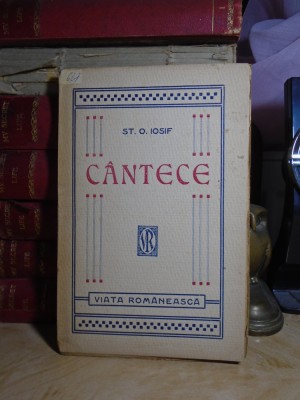 ST. O. IOSIF
CÂNTECE
VR
VIAȚA ROMÂNEASCĂ